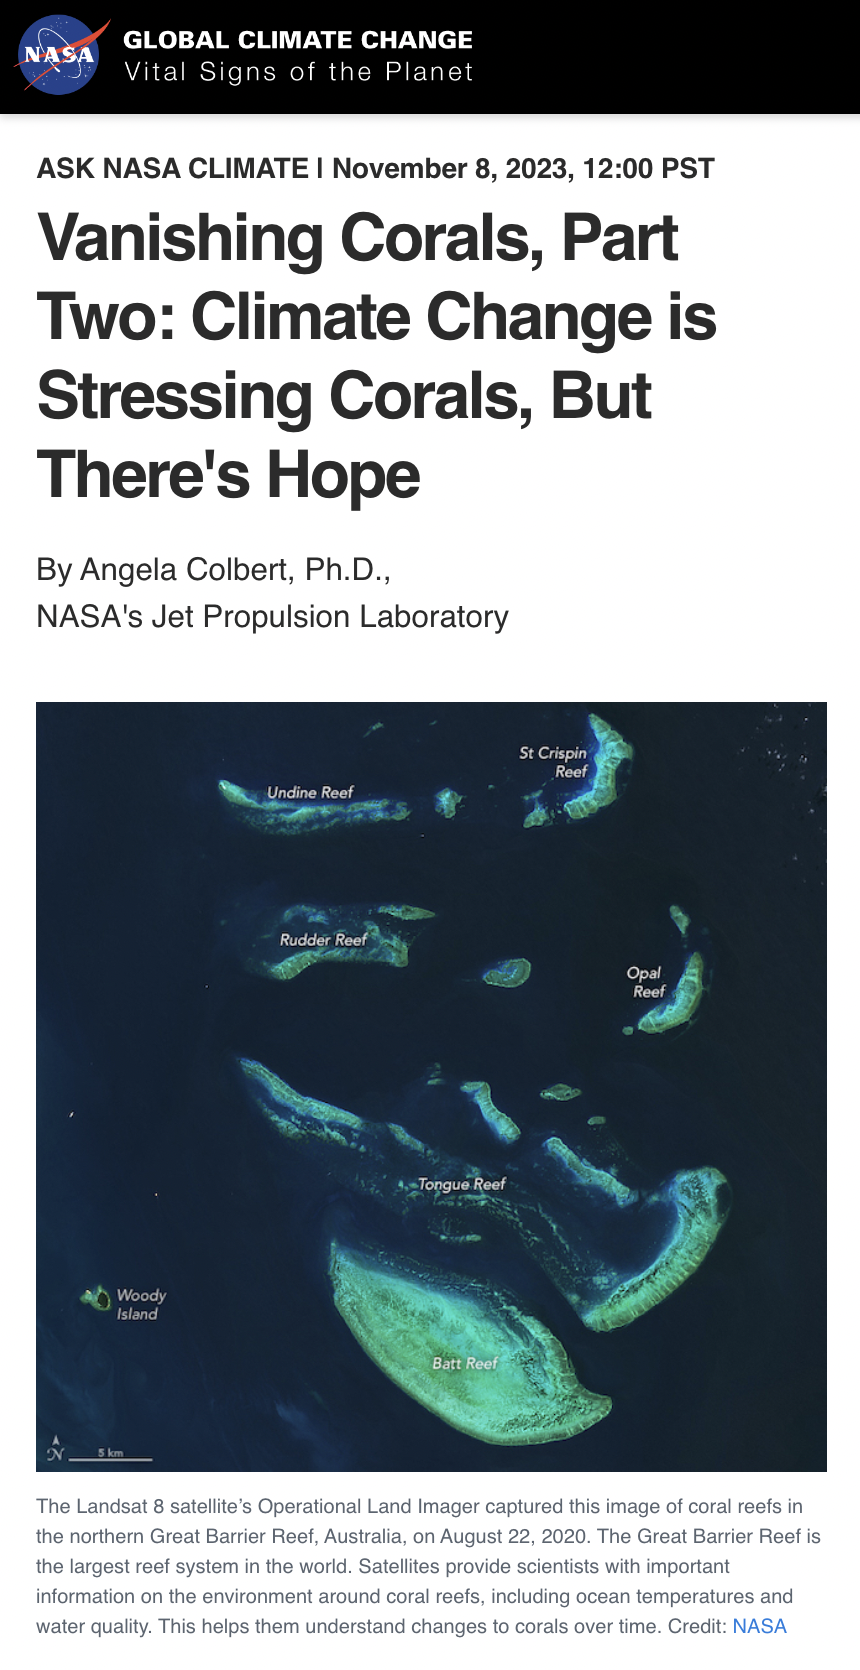 NASA
GLOBAL CLIMATE CHANGE
Vital Signs of the Planet
ASK NASA CLIMATE | November 8, 2023, 12:00 PST
Vanishing Corals, Part
Two: Climate Change is
Stressing Corals, But
There's Hope
By Angela Colbert, Ph.D.,
NASA's Jet Propulsion Laboratory
St Crispin
Reef
Undine Reef
Rudder Reef
Opal
Reef
Tongue Reef
Woody
Island
Batt Reef
N
5 km
The Landsat 8 satellite’s Operational Land Imager captured this image of coral reefs in
the northern Great Barrier Reef, Australia, on August 22, 2020. The Great Barrier Reef is
the largest reef system in the world. Satellites provide scientists with important
information on the environment around coral reefs, including ocean temperatures and
water quality. This helps them understand changes to corals over time. Credit: NASA